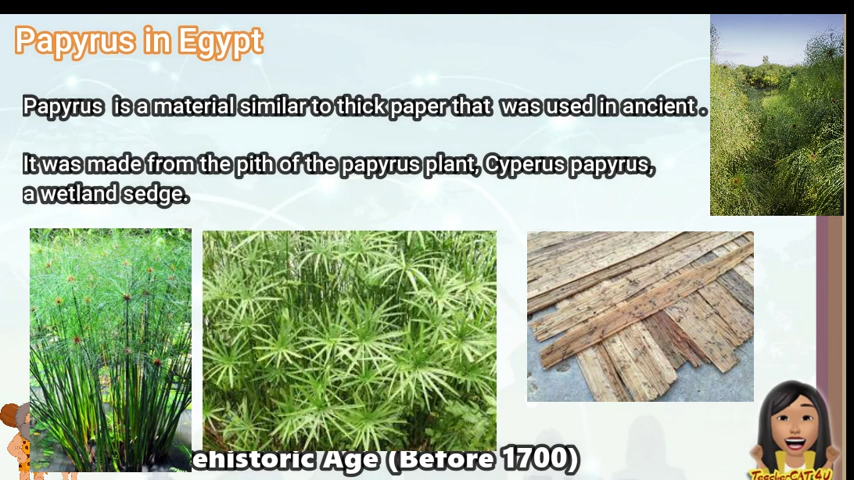 Papyrus in Egypt
Papyrus is a material similar to thick paper that was used in ancient .
It was made from the pith of the papyrus plant, Cyperus papyrus,
a wetland sedge.
ehistoric Age (Before 1700)
TeacherCATt4U